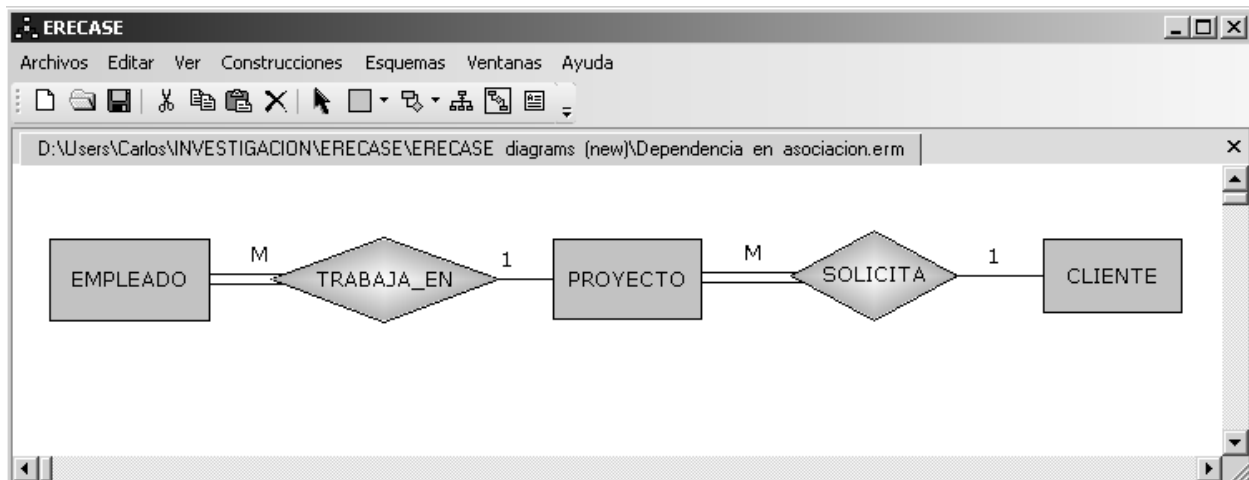 ERECASE
Archivos Editar Ver Construcciones Esquemas Ventanas Ayuda
D:\Users\Carlos\INVESTIGACION\ERECASE\ERECASE diagrams (new)\Dependencia en asociacion.erm
M 1 M 1
EMPLEADO TRABAJA_EN PROYECTO SOLICITA CLIENTE